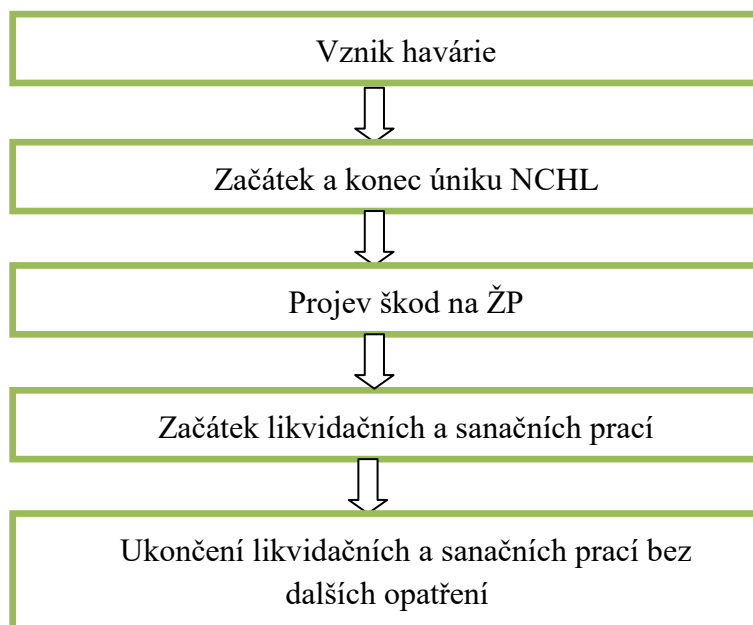 Vznik havárie
Začátek a konec úniku NCHL
Projev škod na ŽP
Začátek likvidačních a sanačních prací
Ukončení likvidačních a sanačních prací bez
dalších opatření